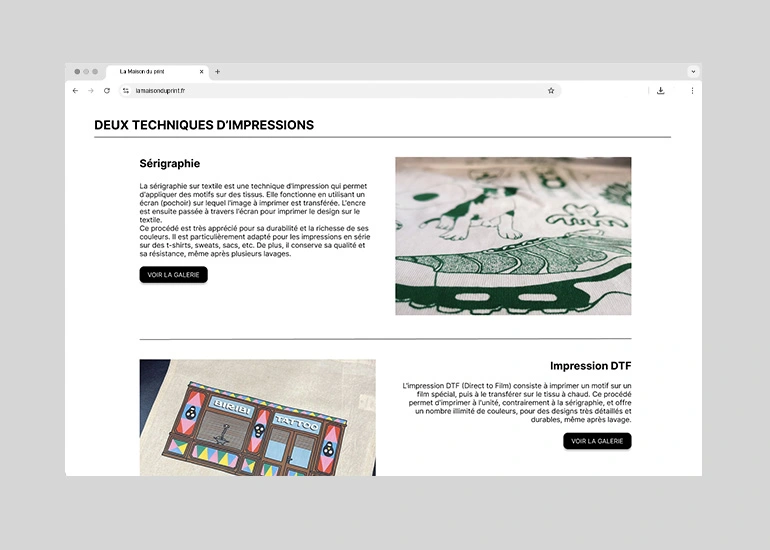 La Maison du print
lamaisonduprint.fr
DEUX TECHNIQUES D'IMPRESSIONS
Sérigraphie
La sérigraphie sur textile est une technique d'impression qui permet
d'appliquer des motifs sur des tissus. Elle fonctionne en utilisant un
écran (pochoir) sur lequel l'image à imprimer est transférée. L'encre
est ensuite passée à travers l'écran pour imprimer le design sur le
textile.
Ce procédé est très apprécié pour sa durabilité et la richesse de ses
couleurs. Il est particulièrement adapté pour les impressions en série
sur des t-shirts, sweats, sacs, etc. De plus, il conserve sa qualité et
sa résistance, même après plusieurs lavages.
VOIR LA GALERIE
Impression DTF
L'impression DTF (Direct to Film) consiste à imprimer un motif sur un
film spécial, puis à le transférer sur le tissu à chaud. Ce procédé
permet d'imprimer à l'unité, contrairement à la sérigraphie, et offre
un nombre illimité de couleurs, pour des designs très détaillés et
durables, même après lavage.
VOIR LA GALERIE
BIRIBI
TATTOO